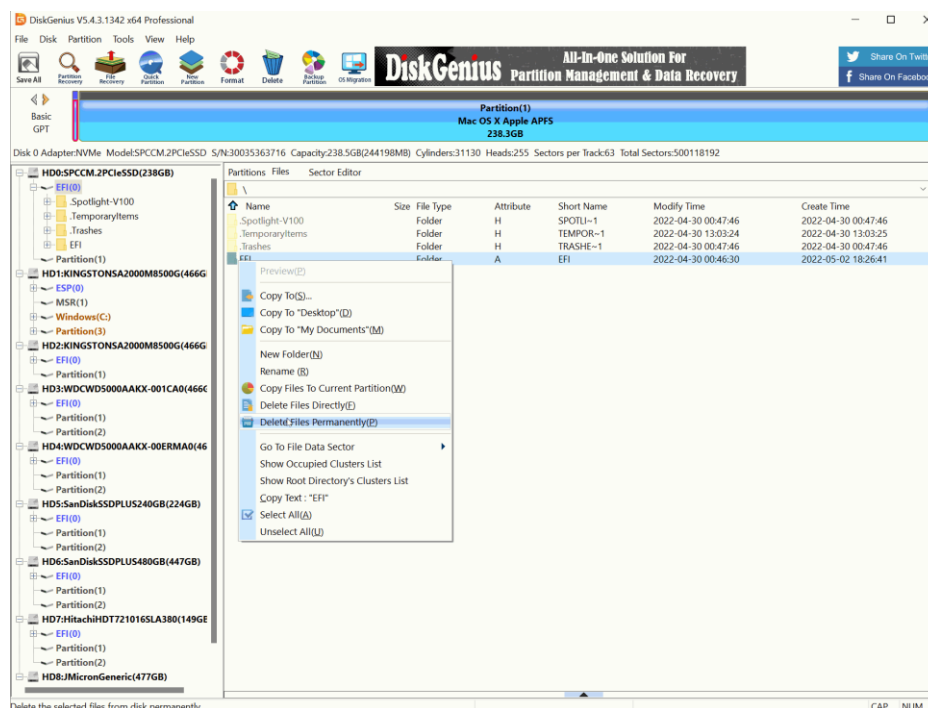 DiskGenius V5.4.3.1342 x64 Professional
File Disk Partition Tools View Help
Save All
Partition Recovery
File Recovery
Quick Partition
New Partition
Format
Delete
Backup Partition
OS Migration
DiskGenius
All-In-One Solution For
Partition Management & Data Recovery
Share On Twitt
Share On Facebo
Basic
GPT
Partition(1)
Mac OS X Apple APFS
238.3GB
Disk 0 Adapter:NVMe Model:SPCCM.2PCIeSSD S/N:30035363716 Capacity:238.5GB(244198MB) Cylinders:31130 Heads:255 Sectors per Track:63 Total Sectors:500118192
HD0:SPCCM.2PCIeSSD(238GB)
EFI(0)
.Spotlight-V100
.TemporaryItems
.Trashes
EFI
Partition(1)
HD1:KINGSTONSA2000M8500G(466G
ESP(0)
MSR(1)
Windows(C:)
Partition(3)
HD2:KINGSTONSA2000M8500G(466G
EFI(0)
Partition(1)
HD3:WDCWD5000AAKX-001CA0(466G
EFI(0)
Partition(1)
Partition(2)
HD4:WDCWD5000AAKX-00ERMA0(46
EFI(0)
Partition(1)
Partition(2)
HD5:SanDiskSSDPLUS240GB(224GB)
EFI(0)
Partition(1)
Partition(2)
HD6:SanDiskSSDPLUS480GB(447GB)
EFI(0)
Partition(1)
Partition(2)
HD7:HitachiHDT721016SLA380(149GB
EFI(0)
Partition(1)
Partition(2)
HD8:JMicronGeneric(477GB)
Partitions Files Sector Editor
\
Name Size File Type Attribute Short Name Modify Time Create Time
.Spotlight-V100 Folder H SPOTLI~1 2022-04-30 00:47:46 2022-04-30 00:47:46
.TemporaryItems Folder H TEMPOR~1 2022-04-30 13:03:24 2022-04-30 13:03:25
.Trashes Folder H TRASHE~1 2022-04-30 00:47:46 2022-04-30 00:47:46
EFI Folder A EFI 2022-04-30 00:46:30 2022-05-02 18:26:41
Preview(P)
Copy To(S)...
Copy To "Desktop"(D)
Copy To "My Documents"(M)
New Folder(N)
Rename (R)
Copy Files To Current Partition(W)
Delete Files Directly(F)
Delete Files Permanently(P)
Go To File Data Sector
Show Occupied Clusters List
Show Root Directory's Clusters List
Copy Text : "EFI"
Select All(A)
Unselect All(U)
Delete the selected files from disk permanently.
CAP NUM